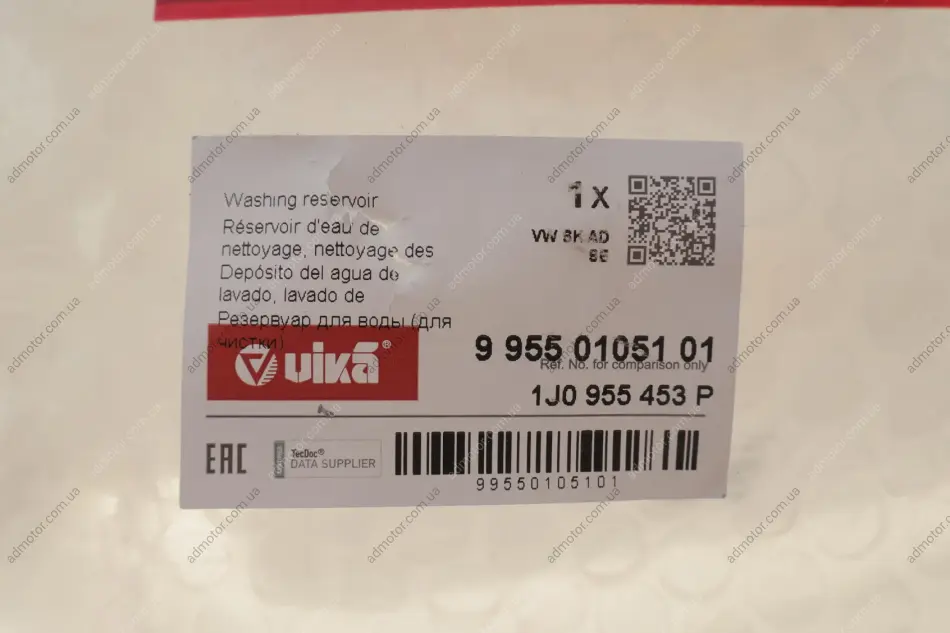 Washing reservoir
Réservoir d'eau de
nettoyage, nettoyage des
Depósito del agua de
lavado, lavado de
Резервуар для воды (для
чистки)
1 X
VW SK AD
SE
vika®
9 955 01051 01
Ref. No. for comparison only
1J0 955 453 P
EAC
TecDoc®
DATA SUPPLIER
99550105101
admotor.com.ua